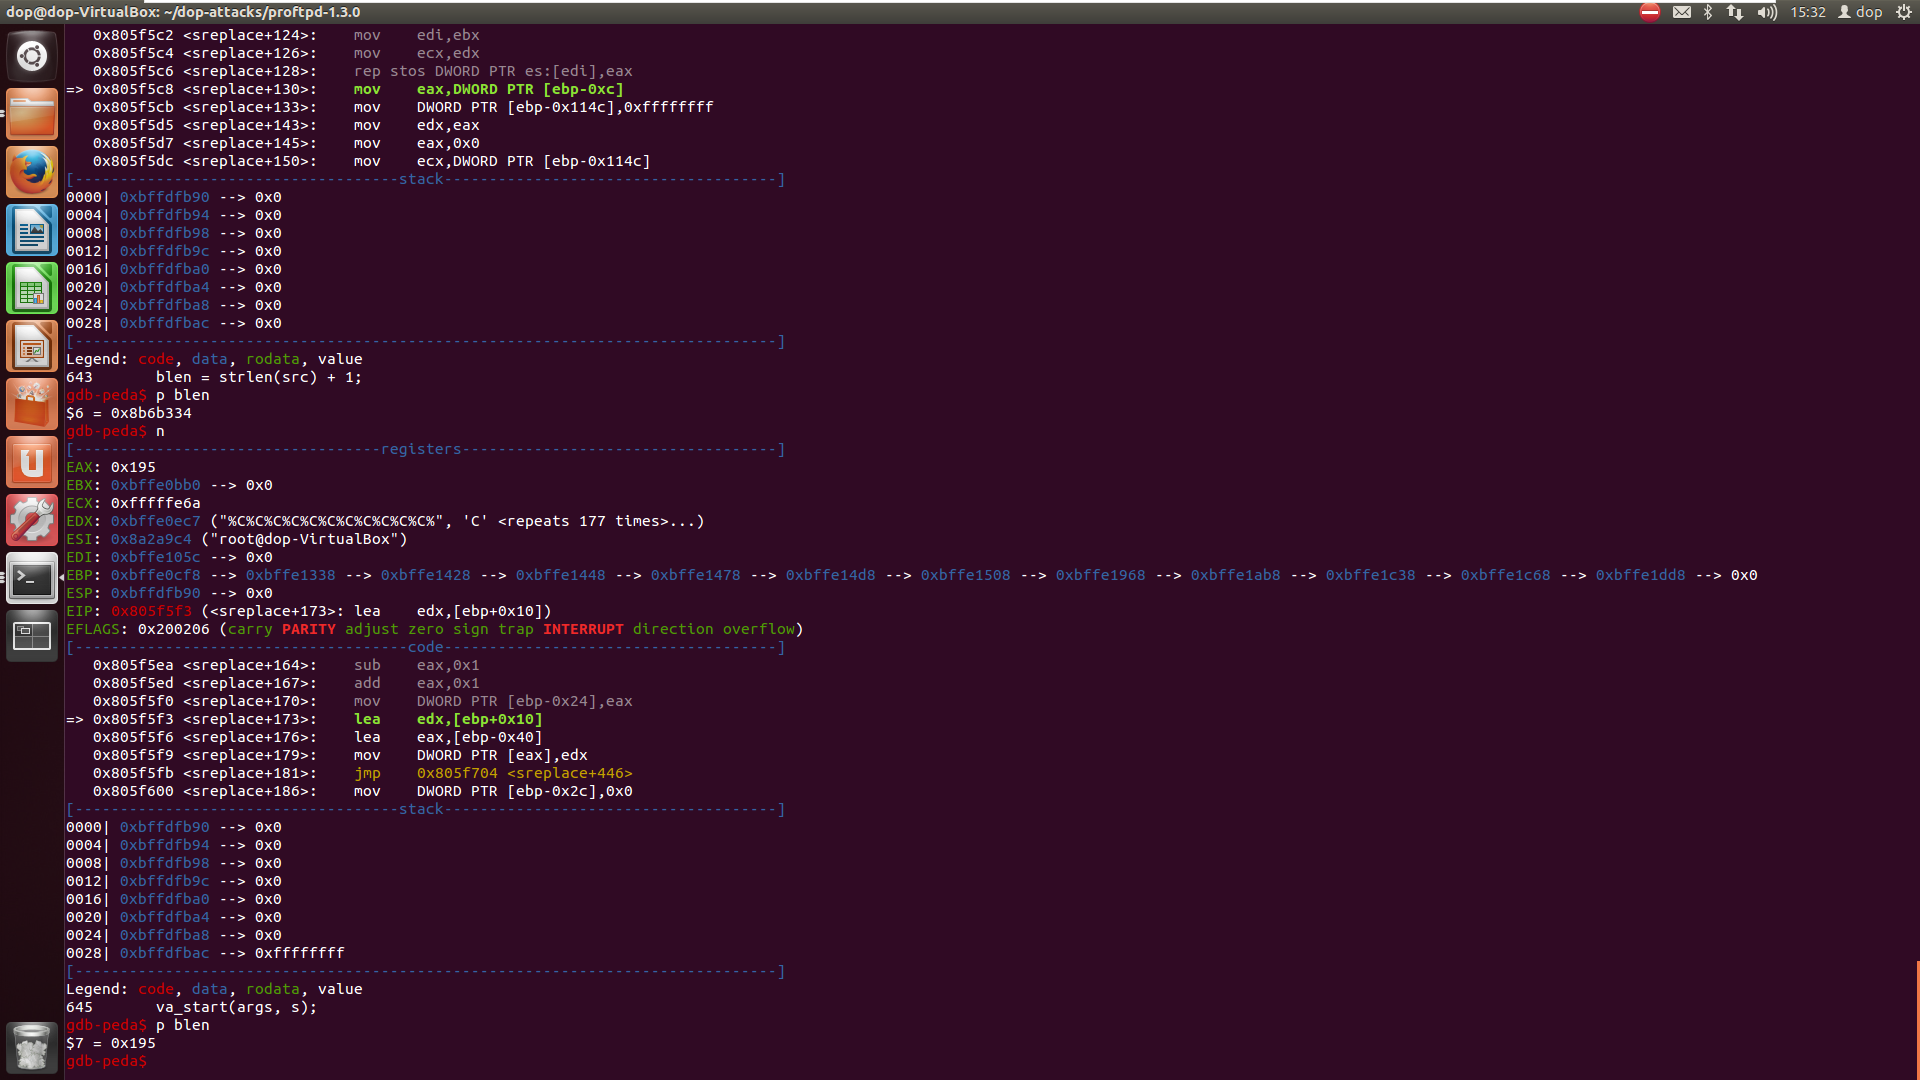 dop@dop-VirtualBox: ~/dop-attacks/proftpd-1.3.0 15:32 dop
0x805f5c2 <sreplace+124>: mov edi,ebx
0x805f5c4 <sreplace+126>: mov ecx,edx
0x805f5c6 <sreplace+128>: rep stos DWORD PTR es:[edi],eax
=> 0x805f5c8 <sreplace+130>: mov eax,DWORD PTR [ebp-0xc]
0x805f5cb <sreplace+133>: mov DWORD PTR [ebp-0x114c],0xffffffff
0x805f5d5 <sreplace+143>: mov edx,eax
0x805f5d7 <sreplace+145>: mov eax,0x0
0x805f5dc <sreplace+150>: mov ecx,DWORD PTR [ebp-0x114c]
[------------------------------------stack-------------------------------------]
0000| 0xbffdfb90 --> 0x0
0004| 0xbffdfb94 --> 0x0
0008| 0xbffdfb98 --> 0x0
0012| 0xbffdfb9c --> 0x0
0016| 0xbffdfba0 --> 0x0
0020| 0xbffdfba4 --> 0x0
0024| 0xbffdfba8 --> 0x0
0028| 0xbffdfbac --> 0x0
[------------------------------------------------------------------------------]
Legend: code, data, rodata, value
643 blen = strlen(src) + 1;
gdb-peda$ p blen
$6 = 0x8b6b334
gdb-peda$ n
[----------------------------------registers-----------------------------------]
EAX: 0x195
EBX: 0xbffe0bb0 --> 0x0
ECX: 0xfffffe6a
EDX: 0xbffe0ec7 ("%C%C%C%C%C%C%C%C%C%C%C%", 'C' <repeats 177 times>...)
ESI: 0x8a2a9c4 ("root@dop-VirtualBox")
EDI: 0xbffe105c --> 0x0
EBP: 0xbffe0cf8 --> 0xbffe1338 --> 0xbffe1428 --> 0xbffe1448 --> 0xbffe1478 --> 0xbffe14d8 --> 0xbffe1508 --> 0xbffe1968 --> 0xbffe1ab8 --> 0xbffe1c38 --> 0xbffe1c68 --> 0xbffe1dd8 --> 0x0
ESP: 0xbffdfb90 --> 0x0
EIP: 0x805f5f3 (<sreplace+173>: lea edx,[ebp+0x10])
EFLAGS: 0x200206 (carry PARITY adjust zero sign trap INTERRUPT direction overflow)
[-------------------------------------code-------------------------------------]
0x805f5ea <sreplace+164>: sub eax,0x1
0x805f5ed <sreplace+167>: add eax,0x1
0x805f5f0 <sreplace+170>: mov DWORD PTR [ebp-0x24],eax
=> 0x805f5f3 <sreplace+173>: lea edx,[ebp+0x10]
0x805f5f6 <sreplace+176>: lea eax,[ebp-0x40]
0x805f5f9 <sreplace+179>: mov DWORD PTR [eax],edx
0x805f5fb <sreplace+181>: jmp 0x805f704 <sreplace+446>
0x805f600 <sreplace+186>: mov DWORD PTR [ebp-0x2c],0x0
[------------------------------------stack-------------------------------------]
0000| 0xbffdfb90 --> 0x0
0004| 0xbffdfb94 --> 0x0
0008| 0xbffdfb98 --> 0x0
0012| 0xbffdfb9c --> 0x0
0016| 0xbffdfba0 --> 0x0
0020| 0xbffdfba4 --> 0x0
0024| 0xbffdfba8 --> 0x0
0028| 0xbffdfbac --> 0xffffffff
[------------------------------------------------------------------------------]
Legend: code, data, rodata, value
645 va_start(args, s);
gdb-peda$ p blen
$7 = 0x195
gdb-peda$